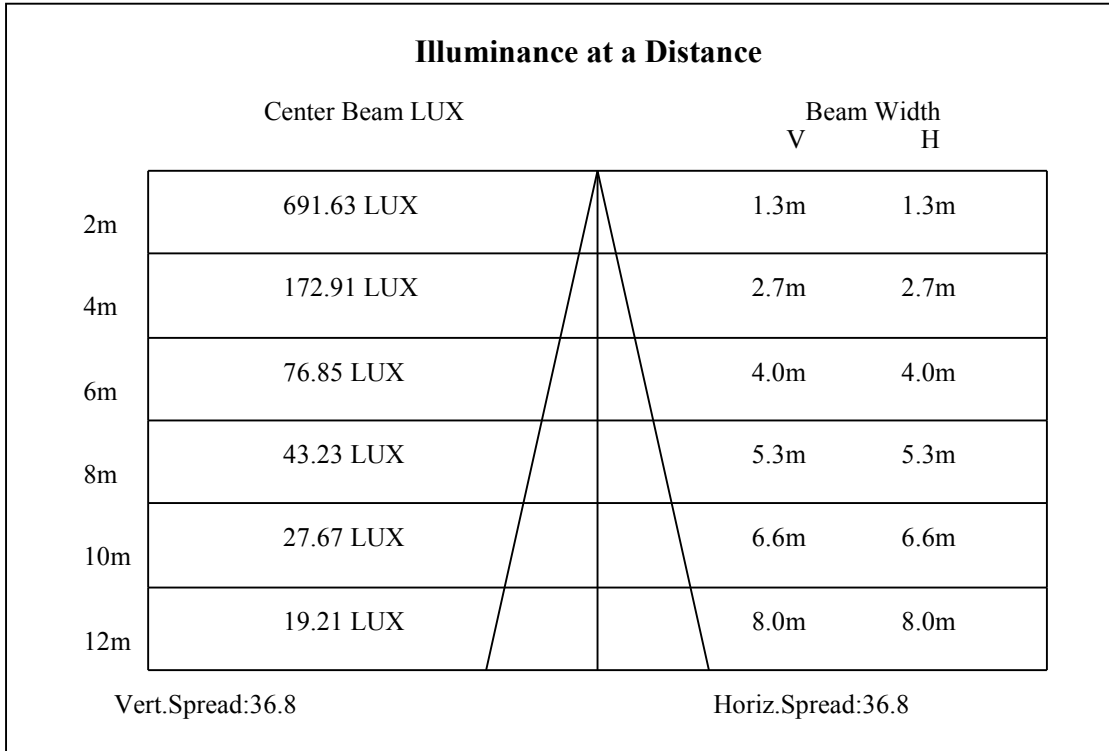 Illuminance at a Distance
Center Beam LUX Beam Width
V H
691.63 LUX 1.3m 1.3m
2m
172.91 LUX 2.7m 2.7m
4m
76.85 LUX 4.0m 4.0m
6m
43.23 LUX 5.3m 5.3m
8m
27.67 LUX 6.6m 6.6m
10m
19.21 LUX 8.0m 8.0m
12m
Vert.Spread:36.8 Horiz.Spread:36.8